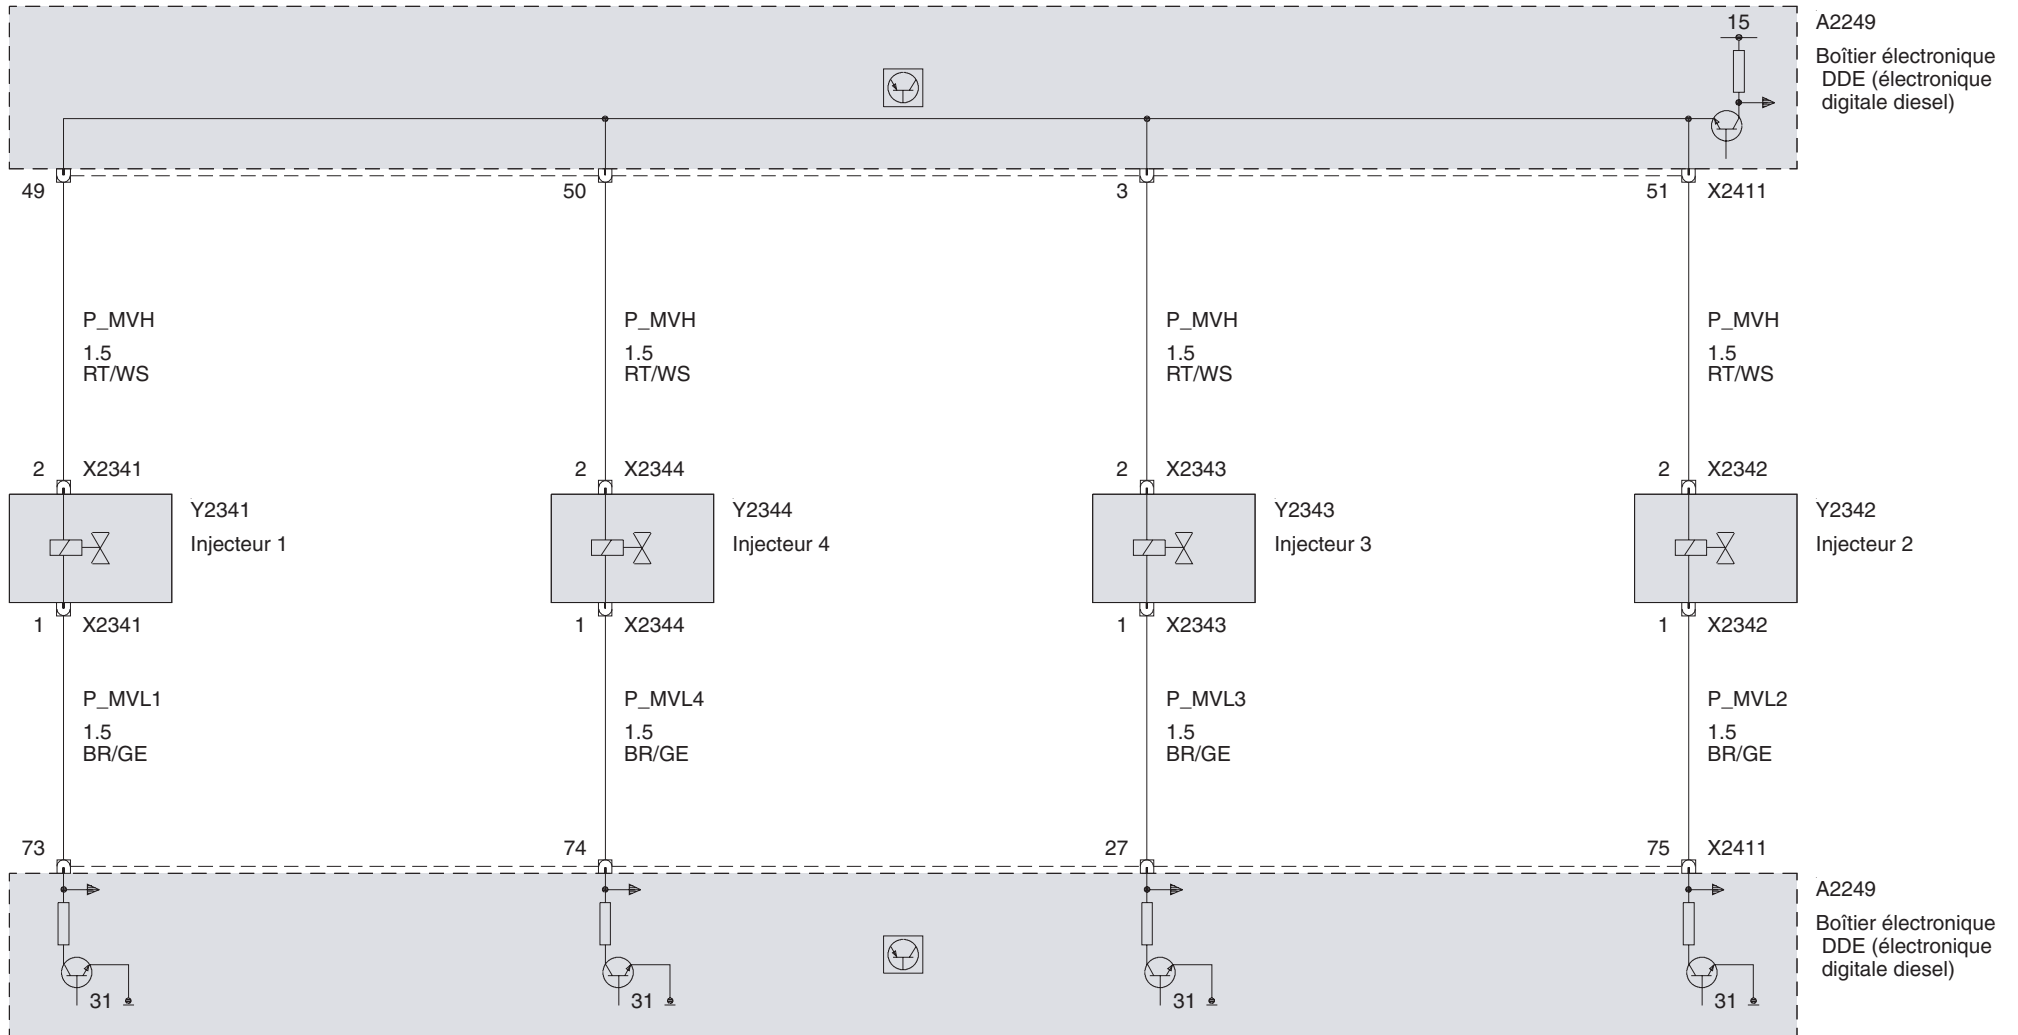 15
A2249
Boîtier électronique
DDE (électronique
digitale diesel)
49
50
3
51 X2411
P_MVH
1.5
RT/WS
P_MVH
1.5
RT/WS
P_MVH
1.5
RT/WS
P_MVH
1.5
RT/WS
2 X2341
2 X2344
2 X2343
2 X2342
Y2341
Injecteur 1
Y2344
Injecteur 4
Y2343
Injecteur 3
Y2342
Injecteur 2
1 X2341
1 X2344
1 X2343
1 X2342
P_MVL1
1.5
BR/GE
P_MVL4
1.5
BR/GE
P_MVL3
1.5
BR/GE
P_MVL2
1.5
BR/GE
73
74
27
75 X2411
A2249
Boîtier électronique
DDE (électronique
digitale diesel)
31
31
31
31